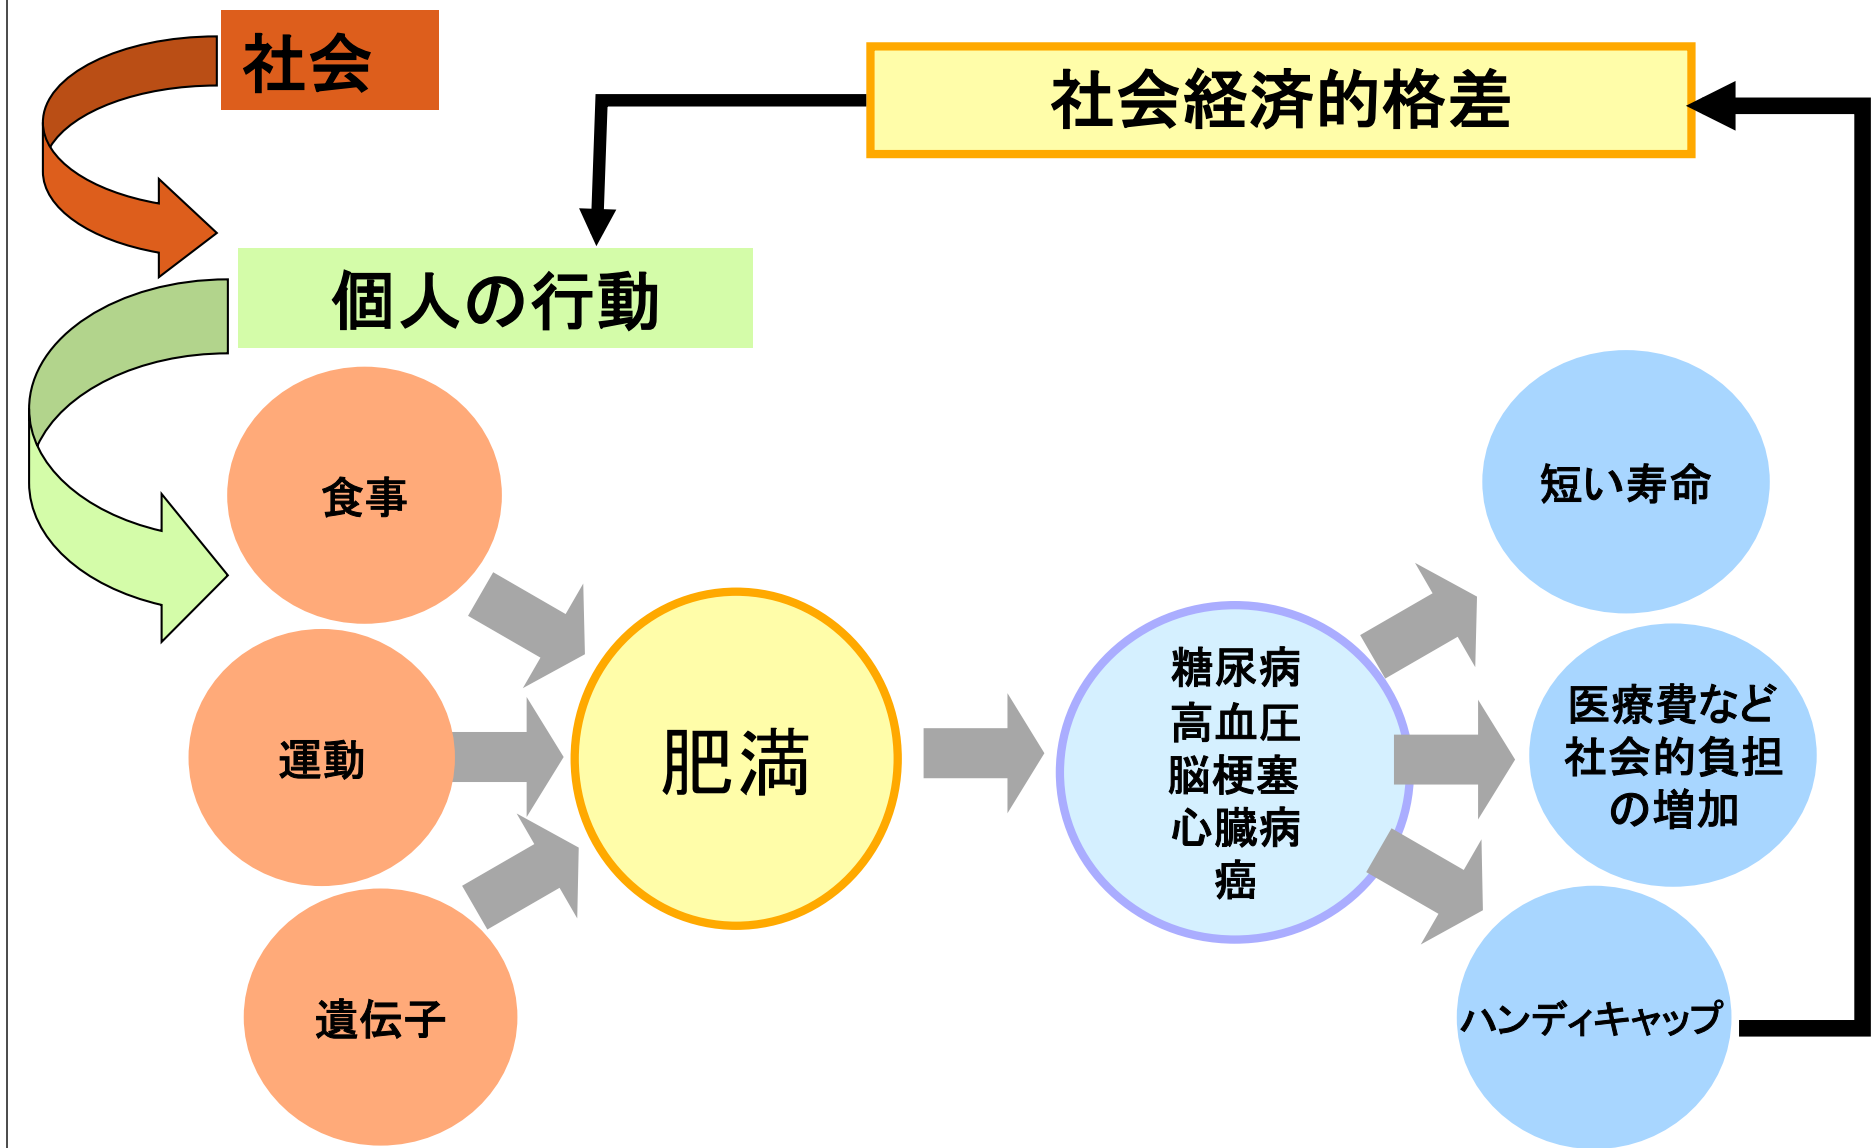 社会
社会経済的格差
個人の行動
食事
運動
遺伝子
肥満
糖尿病
高血圧
脳梗塞
心臓病
癌
短い寿命
医療費など
社会的負担
の増加
ハンディキャップ